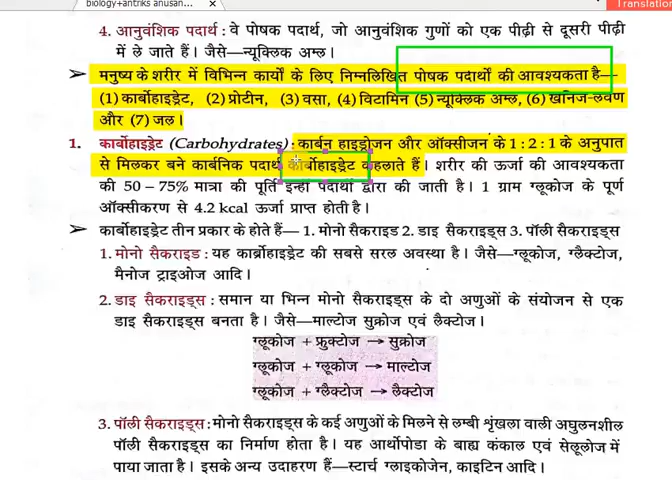 biology+antriks anusan
Translation
4. आनुवंशिक पदार्थ : वे पोषक पदार्थ, जो आनुवंशिक गुणों को एक पीढ़ी से दूसरी पीढ़ी
में ले जाते हैं। जैसे—न्यूक्लिक अम्ल।
➢ मनुष्य के शरीर में विभिन्न कार्यों के लिए निम्नलिखित पोषक पदार्थों की आवश्यकता है—
(1) कार्बोहाइड्रेट, (2) प्रोटीन, (3) वसा, (4) विटामिन (5) न्यूक्लिक अम्ल, (6) खनिज-लवण
और (7) जल।
1. कार्बोहाइड्रेट (Carbohydrates) : कार्बन हाइड्रोजन और ऑक्सीजन के 1 : 2 : 1 के अनुपात
से मिलकर बने कार्बनिक पदार्थ कार्बोहाइड्रेट कहलाते हैं। शरीर की ऊर्जा की आवश्यकता
की 50 – 75% मात्रा की पूर्ति इन्हीं पदार्थों द्वारा की जाती है। 1 ग्राम ग्लूकोज के पूर्ण
ऑक्सीकरण से 4.2 kcal ऊर्जा प्राप्त होती है।
➢ कार्बोहाइड्रेट तीन प्रकार के होते हैं— 1. मोनो सैकराइड 2. डाइ सैकराइड्स 3. पॉली सैकराइड्स
1. मोनो सैकराइड : यह कार्बोहाइड्रेट की सबसे सरल अवस्था है। जैसे—ग्लूकोज, ग्लैक्टोज,
मैनोज ट्राइओज आदि।
2. डाइ सैकराइड्स : समान या भिन्न मोनो सैकराइड्स के दो अणुओं के संयोजन से एक
डाइ सैकराइड्स बनता है। जैसे—माल्टोज सुक्रोज एवं लैक्टोज।
ग्लूकोज + फ्रुक्टोज → सुक्रोज
ग्लूकोज + ग्लूकोज → माल्टोज
ग्लूकोज + ग्लैक्टोज → लैक्टोज
3. पॉली सैकराइड्स : मोनो सैकराइड्स के कई अणुओं के मिलने से लम्बी शृंखला वाली अघुलनशील
पॉली सैकराइड्स का निर्माण होता है। यह आर्थोपोडा के बाह्य कंकाल एवं सेलूलोज में
पाया जाता है। इसके अन्य उदाहरण हैं—स्टार्च ग्लाइकोजेन, काइटिन आदि।